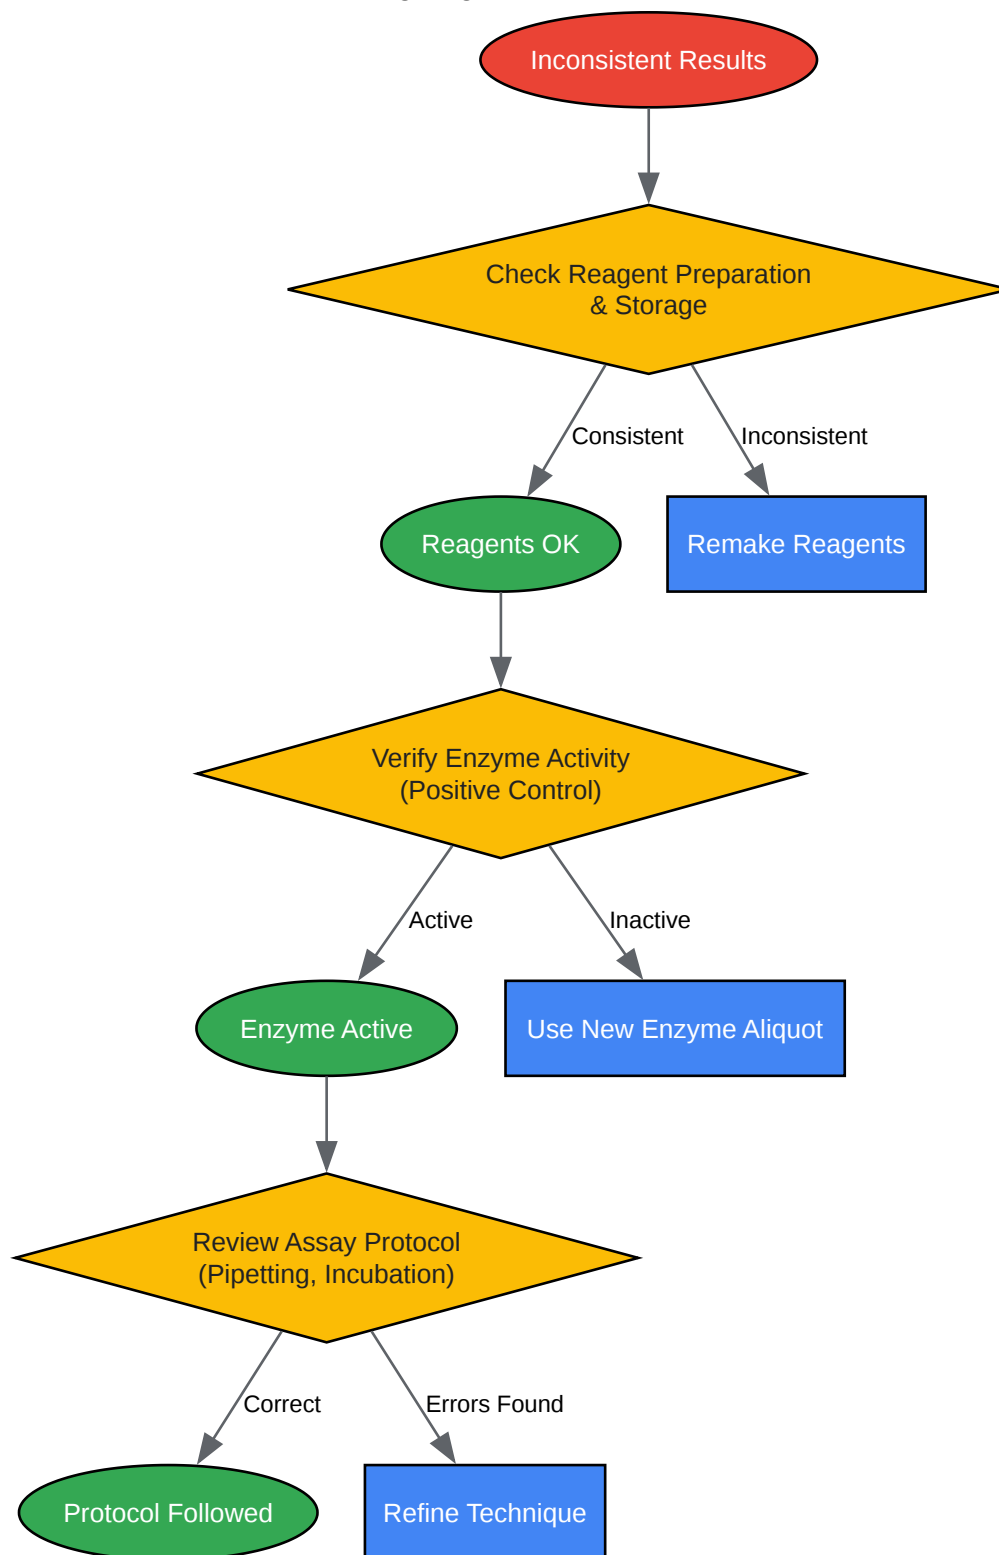 Inconsistent Results
Check Reagent Preparation
& Storage
Consistent
Inconsistent
Reagents OK
Remake Reagents
Verify Enzyme Activity
(Positive Control)
Active
Inactive
Enzyme Active
Use New Enzyme Aliquot
Review Assay Protocol
(Pipetting, Incubation)
Correct
Errors Found
Protocol Followed
Refine Technique